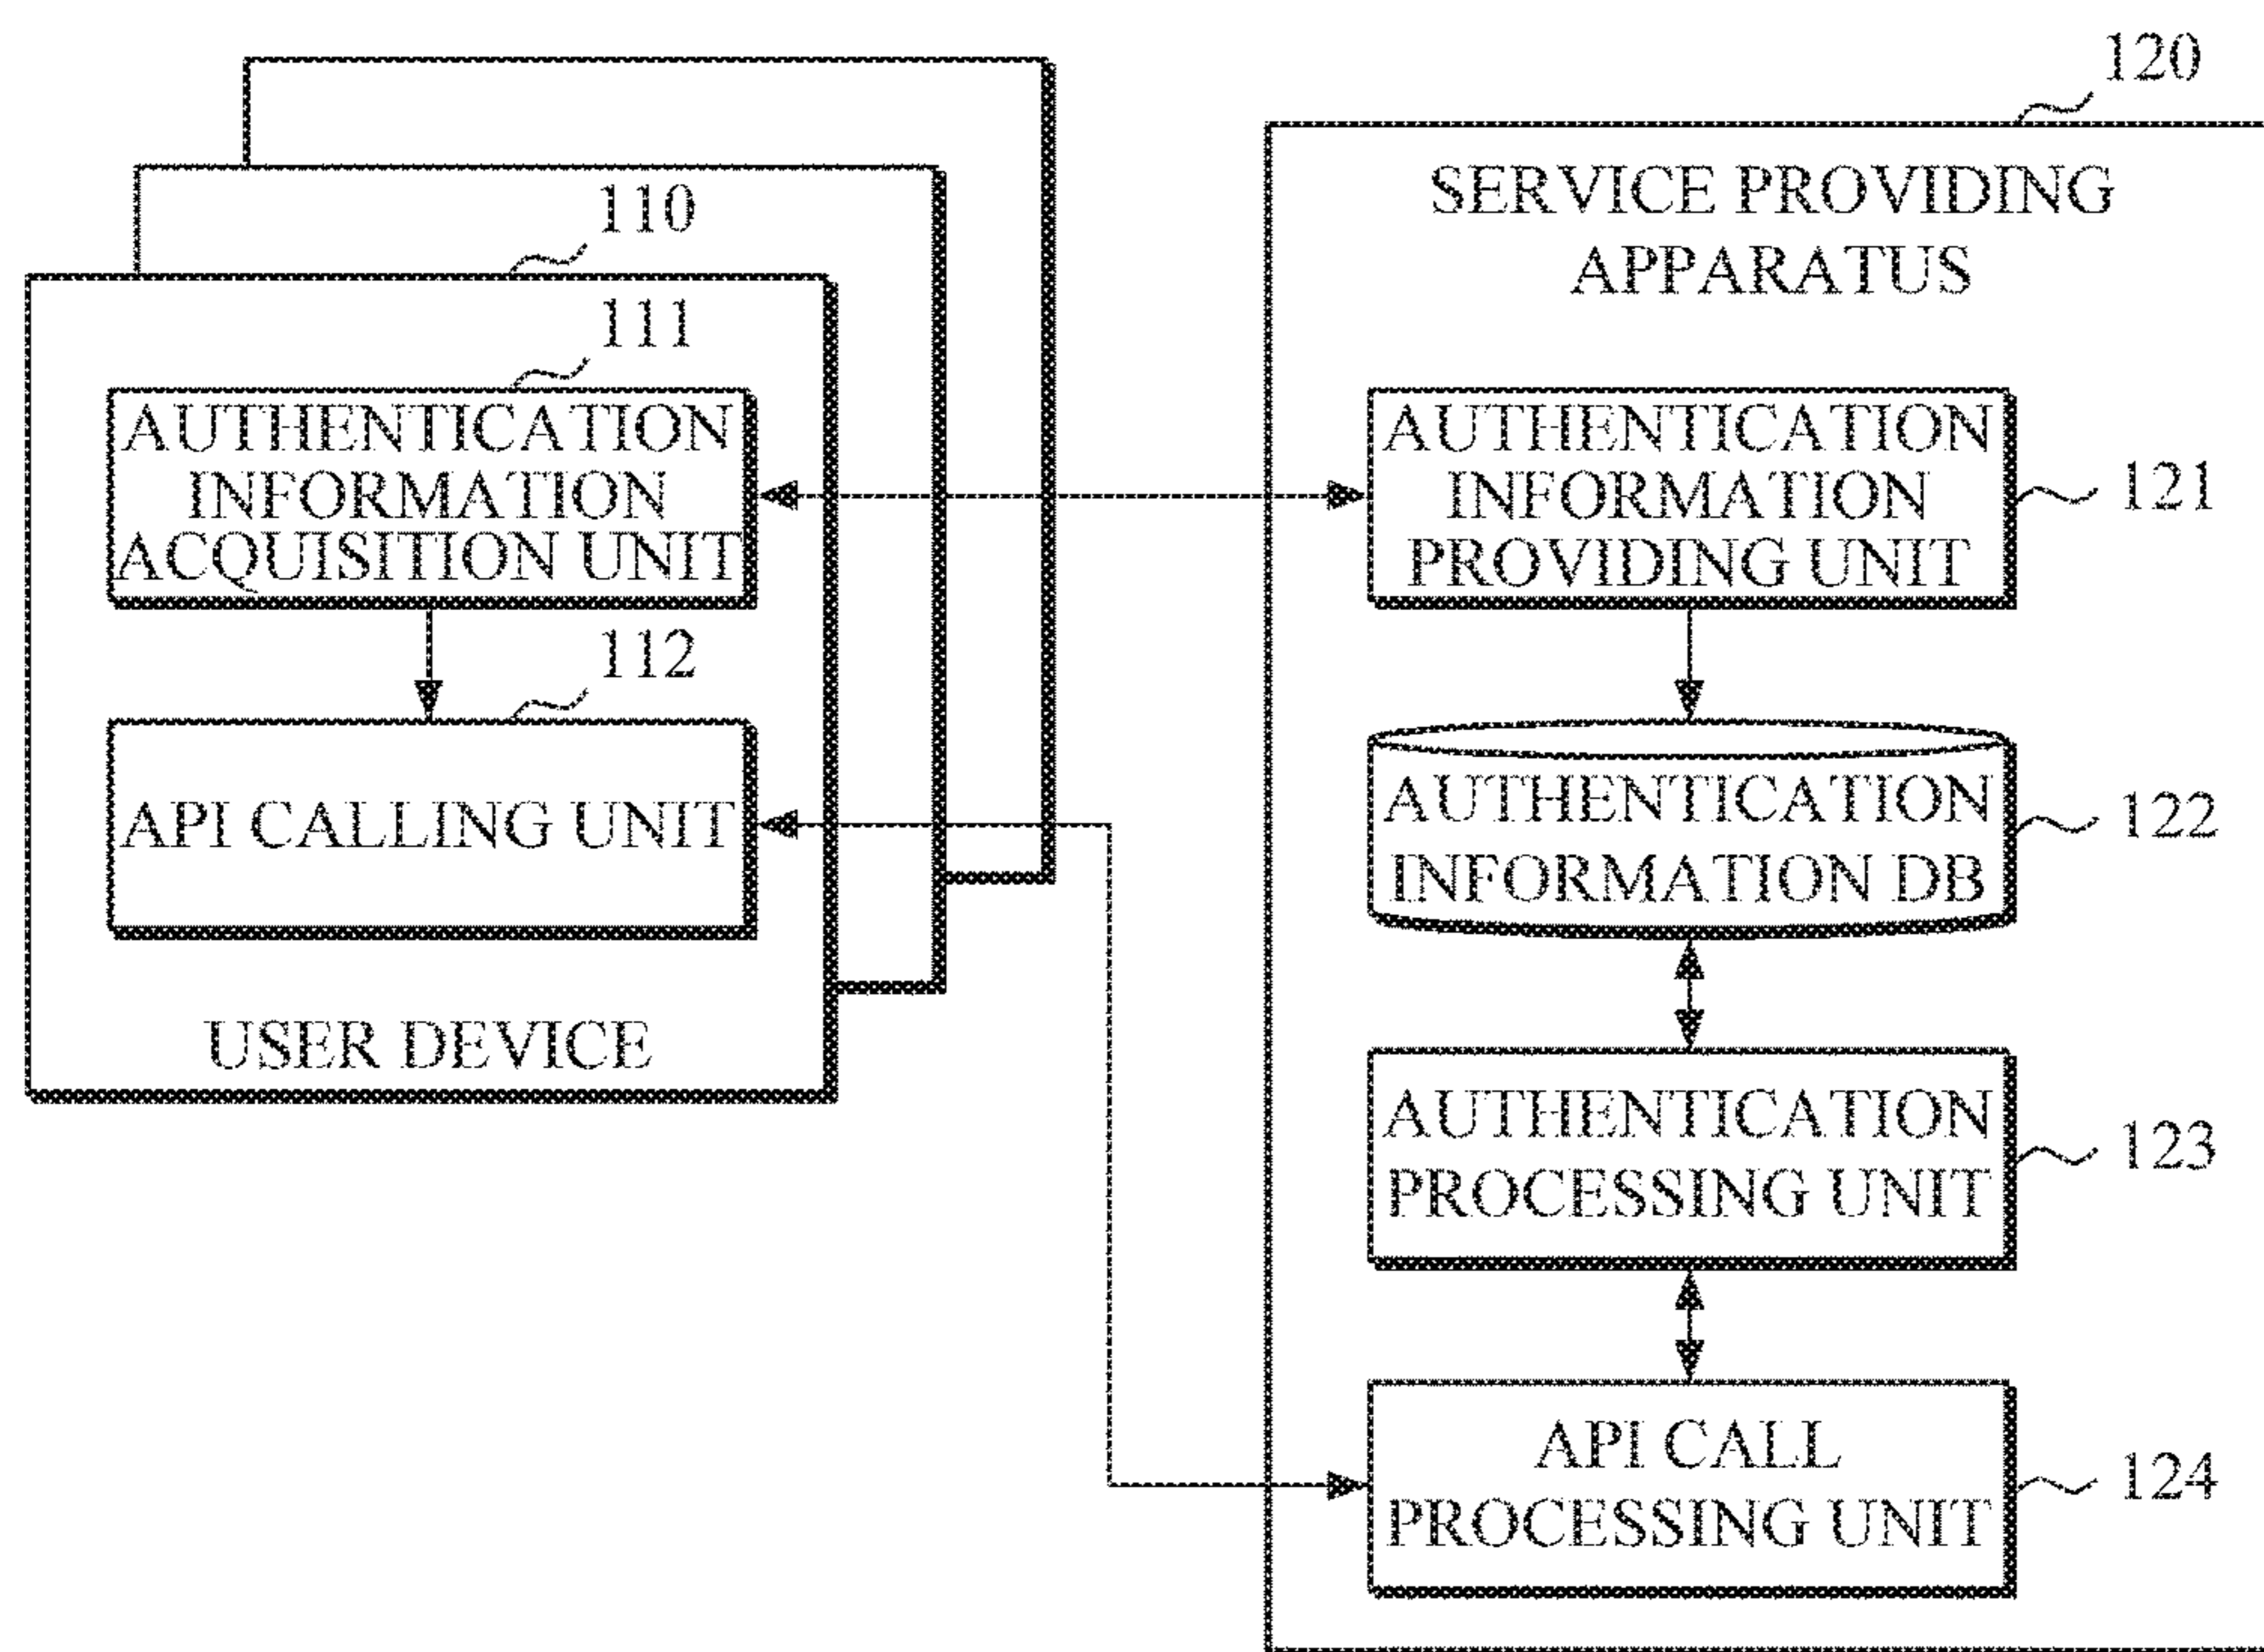 110
111
AUTHENTICATION
INFORMATION
ACQUISITION UNIT
112
API CALLING UNIT
USER DEVICE
120
SERVICE PROVIDING
APPARATUS
AUTHENTICATION
INFORMATION
PROVIDING UNIT
121
AUTHENTICATION
INFORMATION DB
122
AUTHENTICATION
PROCESSING UNIT
123
API CALL
PROCESSING UNIT
124